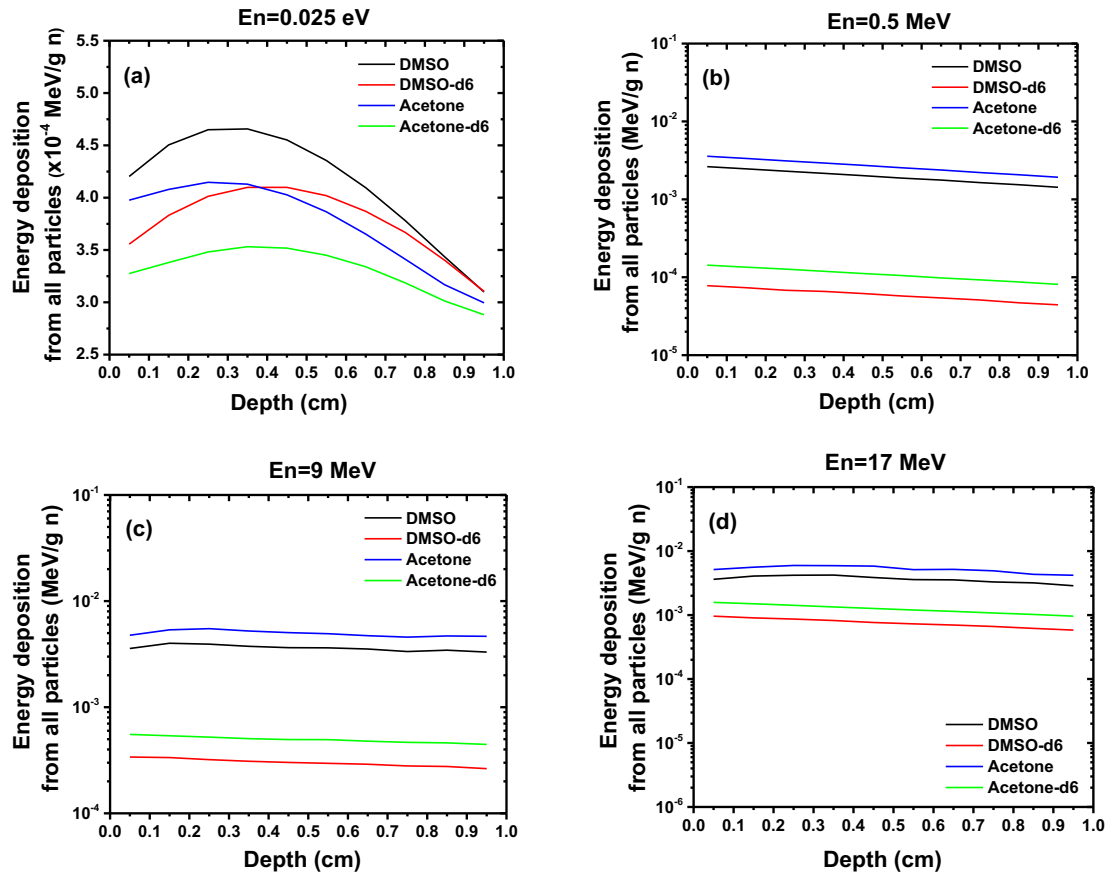 En=0.025 eV
(a)
DMSO
DMSO-d6
Acetone
Acetone-d6
Energy deposition
from all particles (x10⁻⁴ MeV/g n)
5.5
5.0
4.5
4.0
3.5
3.0
2.5
0.0 0.1 0.2 0.3 0.4 0.5 0.6 0.7 0.8 0.9 1.0
Depth (cm)
En=0.5 MeV
(b)
DMSO
DMSO-d6
Acetone
Acetone-d6
Energy deposition
from all particles (MeV/g n)
10⁻¹
10⁻²
10⁻³
10⁻⁴
10⁻⁵
0.0 0.1 0.2 0.3 0.4 0.5 0.6 0.7 0.8 0.9 1.0
Depth (cm)
En=9 MeV
(c)
DMSO
DMSO-d6
Acetone
Acetone-d6
Energy deposition
from all particles (MeV/g n)
10⁻¹
10⁻²
10⁻³
10⁻⁴
0.0 0.1 0.2 0.3 0.4 0.5 0.6 0.7 0.8 0.9 1.0
Depth (cm)
En=17 MeV
(d)
DMSO
DMSO-d6
Acetone
Acetone-d6
Energy deposition
from all particles (MeV/g n)
10⁻¹
10⁻²
10⁻³
10⁻⁴
10⁻⁵
10⁻⁶
0.0 0.1 0.2 0.3 0.4 0.5 0.6 0.7 0.8 0.9 1.0
Depth (cm)